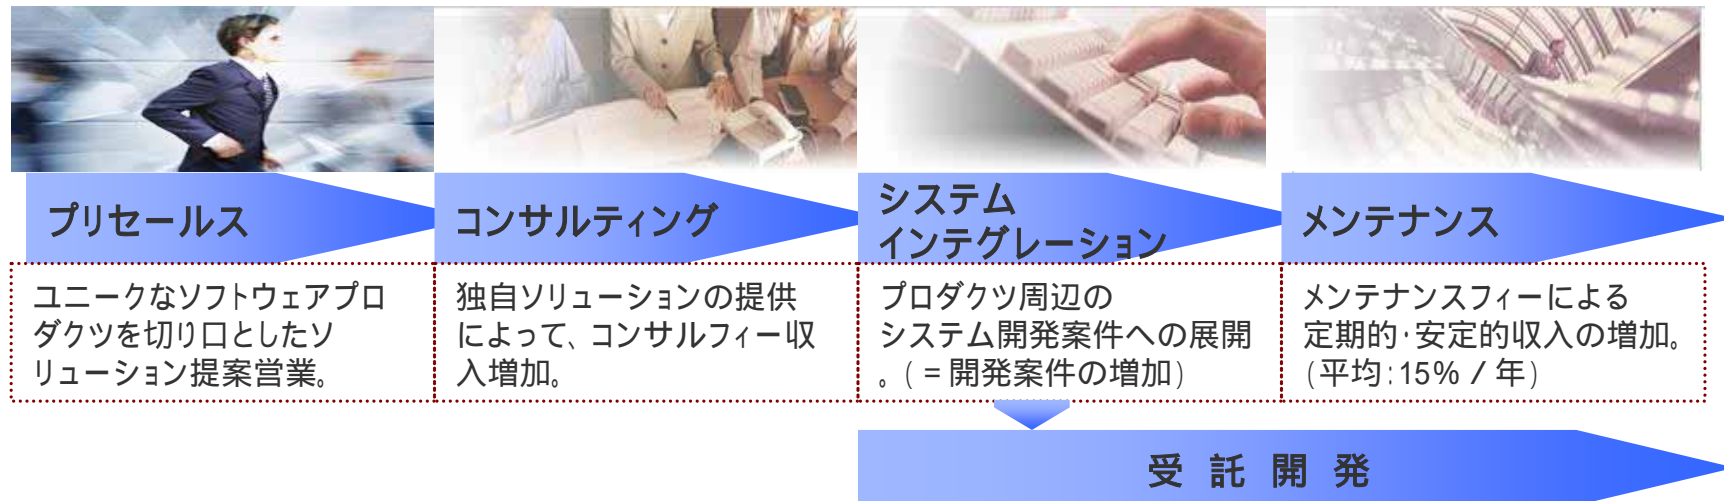 プリセールス
コンサルティング
システム
インテグレーション
メンテナンス
ユニークなソフトウェアプロ
ダクツを切り口としたソ
リューション提案営業。
独自ソリューションの提供
によって、コンサルフィー収
入増加。
プロダクツ周辺の
システム開発案件への展開
。(=開発案件の増加)
メンテナンスフィーによる
定期的・安定的収入の増加。
(平均:15%/年)
受託開発